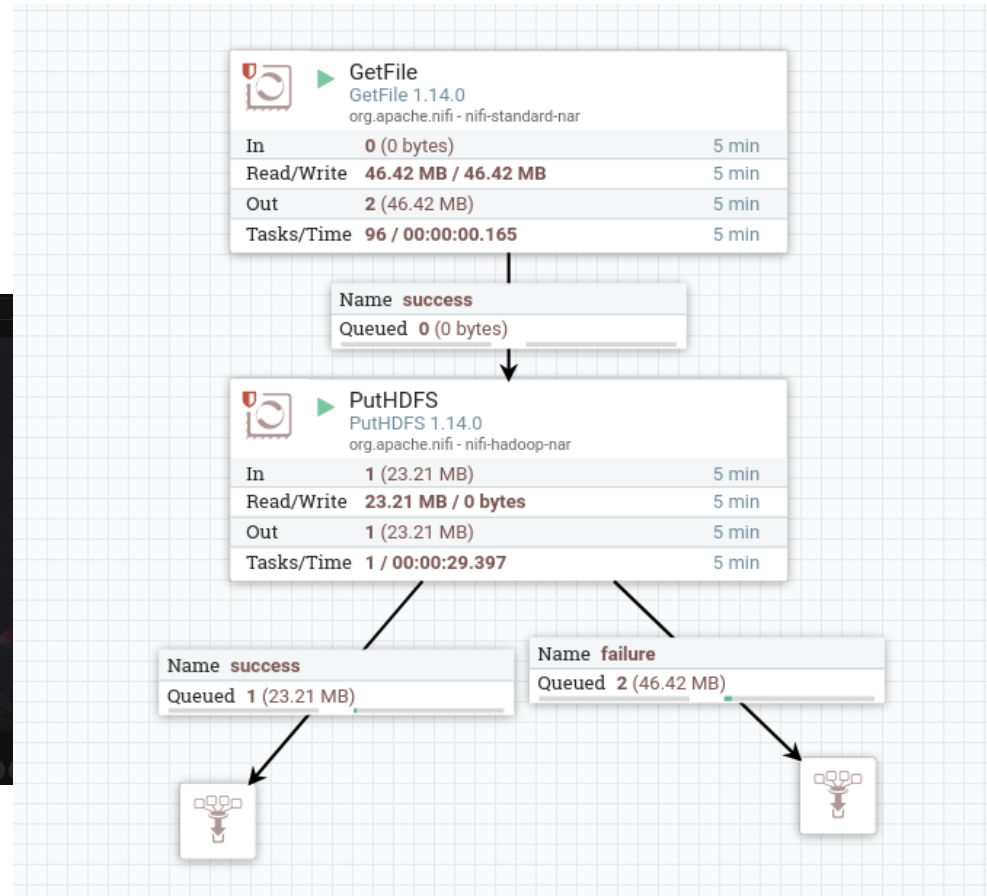 GetFile
GetFile 1.14.0
org.apache.nifi - nifi-standard-nar
In 0 (0 bytes) 5 min
Read/Write 46.42 MB / 46.42 MB 5 min
Out 2 (46.42 MB) 5 min
Tasks/Time 96 / 00:00:00.165 5 min
Name success
Queued 0 (0 bytes)
PutHDFS
PutHDFS 1.14.0
org.apache.nifi - nifi-hadoop-nar
In 1 (23.21 MB) 5 min
Read/Write 23.21 MB / 0 bytes 5 min
Out 1 (23.21 MB) 5 min
Tasks/Time 1 / 00:00:29.397 5 min
Name success
Queued 1 (23.21 MB)
Name failure
Queued 2 (46.42 MB)